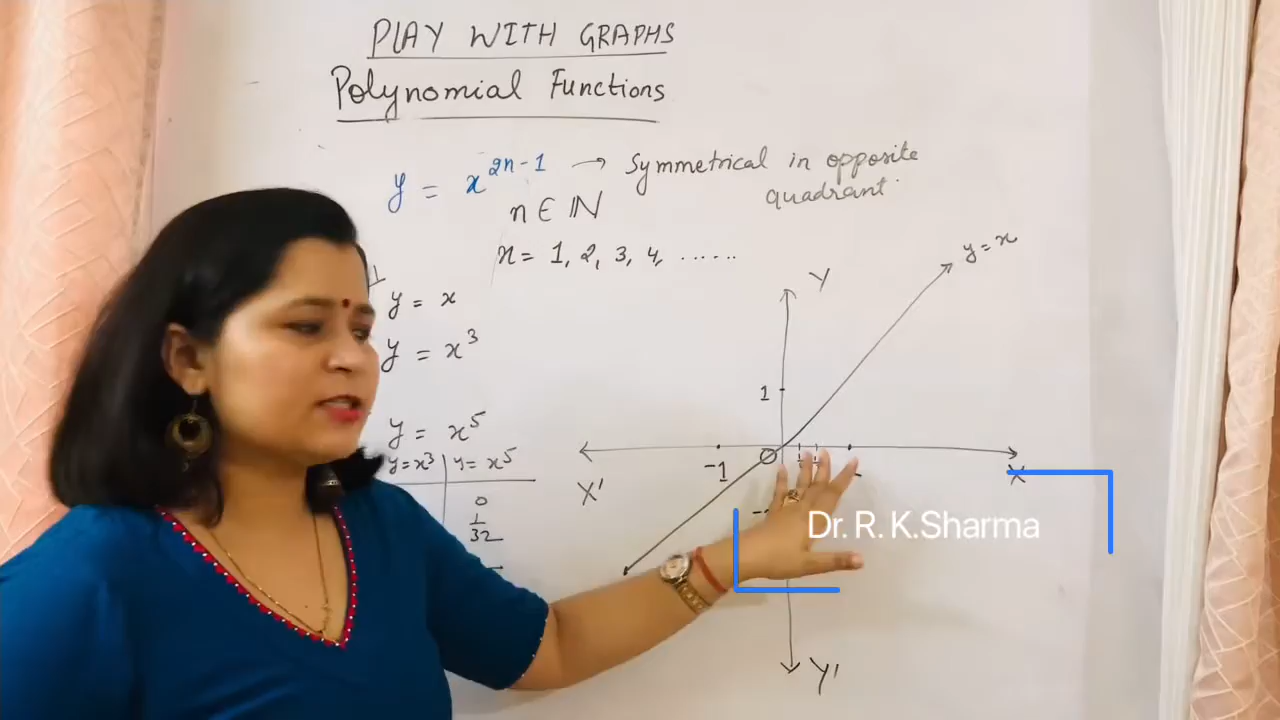 PLAY WITH GRAPHS
Polynomial Functions
y = x^{2n-1} → Symmetrical in opposite
quadrant
n ∈ IN
n = 1, 2, 3, 4, ......
y = x
y = x^3
y = x^5
y = x^3 | y = x^5
0
1/32
y = x
Y
1
-1
X'
X
Y'
Dr. R. K.Sharma